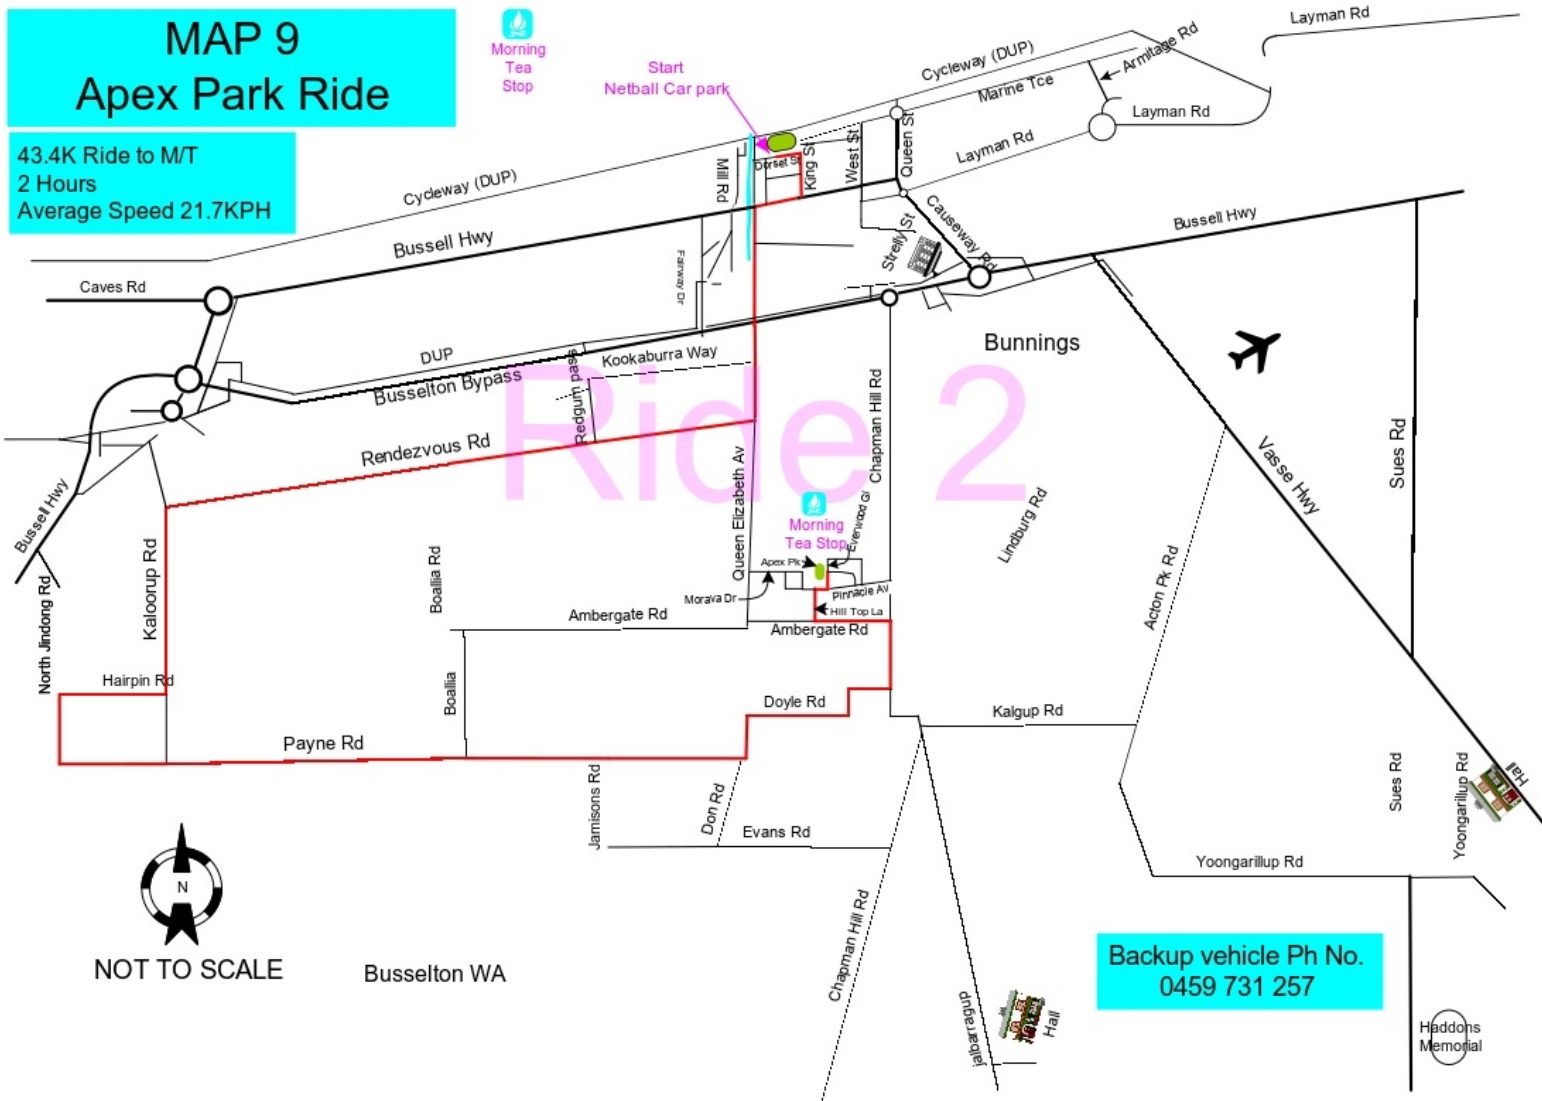 MAP 9
Apex Park Ride
43.4K Ride to M/T
2 Hours
Average Speed 21.7KPH
Morning
Tea
Stop
Start
Netball Car park
Cycleway (DUP)
Marine Tce
Armitage Rd
Layman Rd
Layman Rd
Layman Rd
Cycleway (DUP)
Mill Rd
Dorset St
King St
West St
Queen St
Causeway Rd
Strelly St
Bussell Hwy
Bussell Hwy
Caves Rd
Fairway Dr
DUP
Busselton Bypass
Kookaburra Way
Redgum pass
Bunnings
Ride 2
Rendezvous Rd
Queen Elizabeth Av
Chapman Hill Rd
Vasse Hwy
Sues Rd
Bussell Hwy
North Jindong Rd
Kaloorup Rd
Boallia Rd
Morning
Tea Stop
Everwood Gr
Apex Pk
Morava Dr
Pinnacle Av
Hill Top La
Lindburg Rd
Acton Pk Rd
Ambergate Rd
Ambergate Rd
Hairpin Rd
Boallia
Doyle Rd
Kalgup Rd
Payne Rd
Jamisons Rd
Don Rd
Evans Rd
Sues Rd
Yoongarillup Rd
Hall
Yoongarillup Rd
N
NOT TO SCALE
Busselton WA
Chapman Hill Rd
jalbarragup
Hall
Backup vehicle Ph No.
0459 731 257
Haddons
Memorial